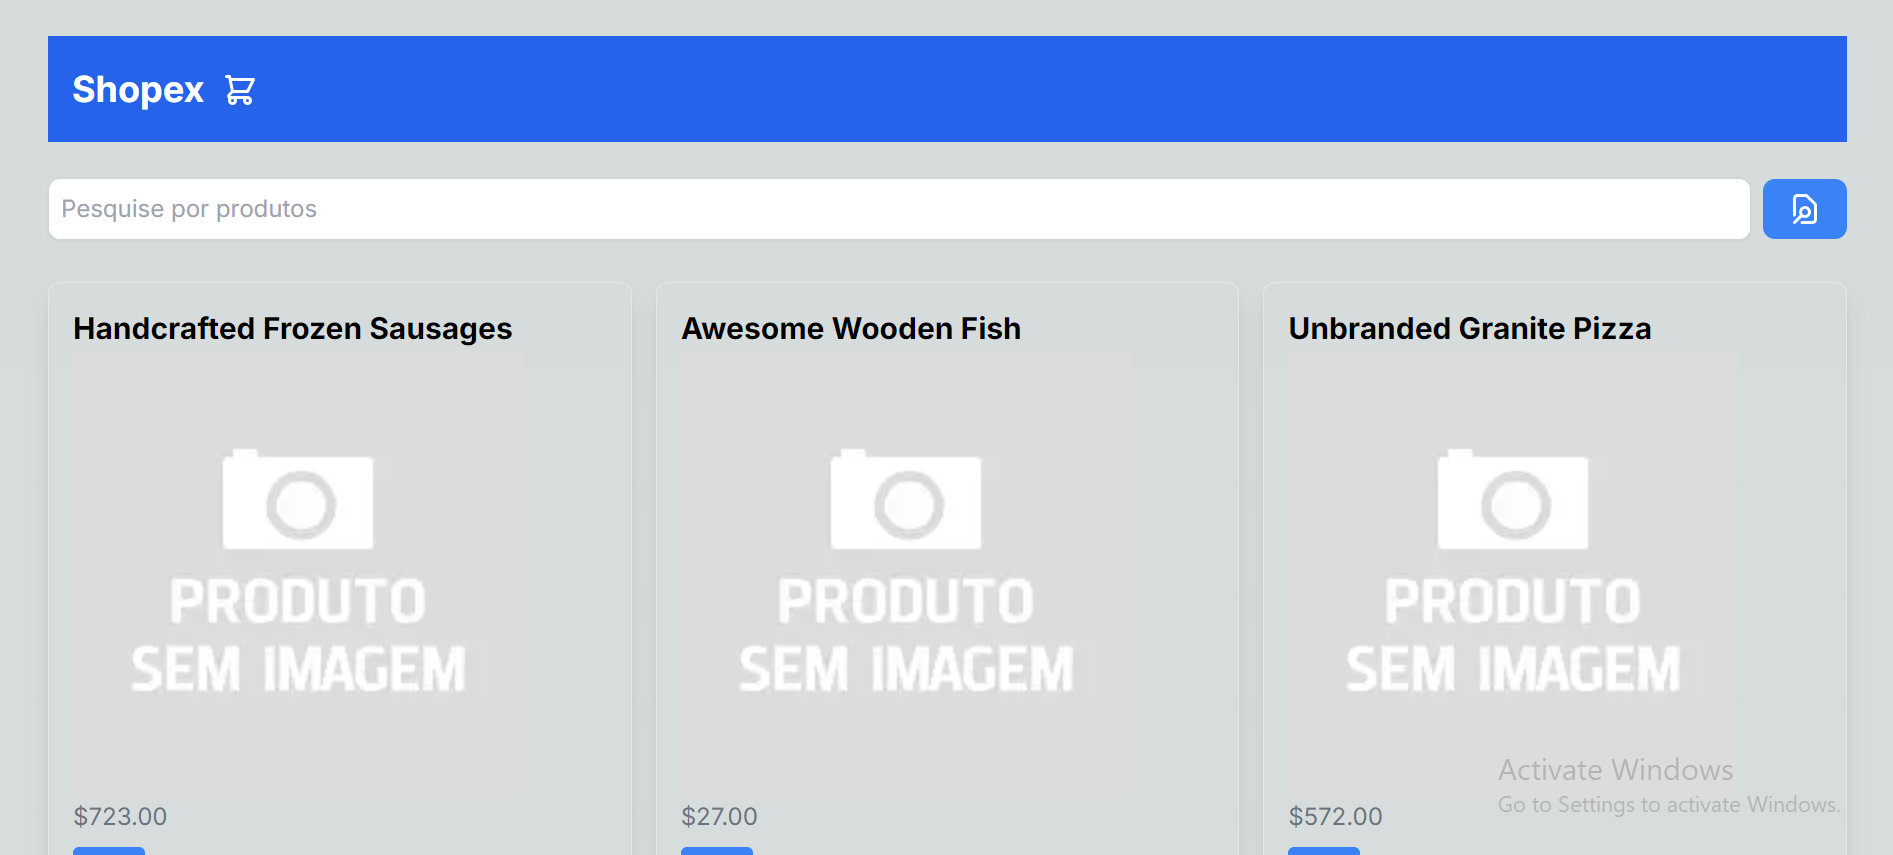 Shopex
Pesquise por produtos
Handcrafted Frozen Sausages
PRODUTO
SEM IMAGEM
$723.00
Awesome Wooden Fish
PRODUTO
SEM IMAGEM
$27.00
Unbranded Granite Pizza
PRODUTO
SEM IMAGEM
$572.00
Activate Windows
Go to Settings to activate Windows.